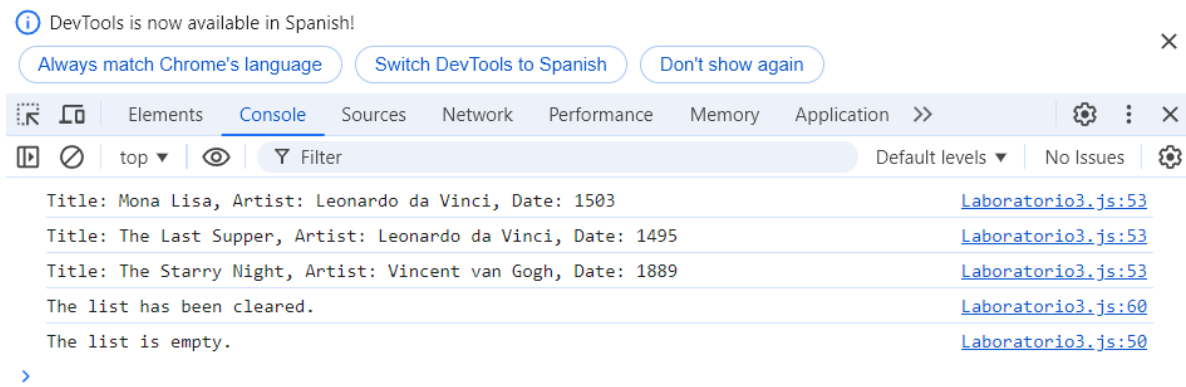 DevTools is now available in Spanish!
Always match Chrome's language Switch DevTools to Spanish Don't show again
Elements Console Sources Network Performance Memory Application
top Filter Default levels No Issues
Title: Mona Lisa, Artist: Leonardo da Vinci, Date: 1503 Laboratorio3.js:53
Title: The Last Supper, Artist: Leonardo da Vinci, Date: 1495 Laboratorio3.js:53
Title: The Starry Night, Artist: Vincent van Gogh, Date: 1889 Laboratorio3.js:53
The list has been cleared. Laboratorio3.js:60
The list is empty. Laboratorio3.js:50